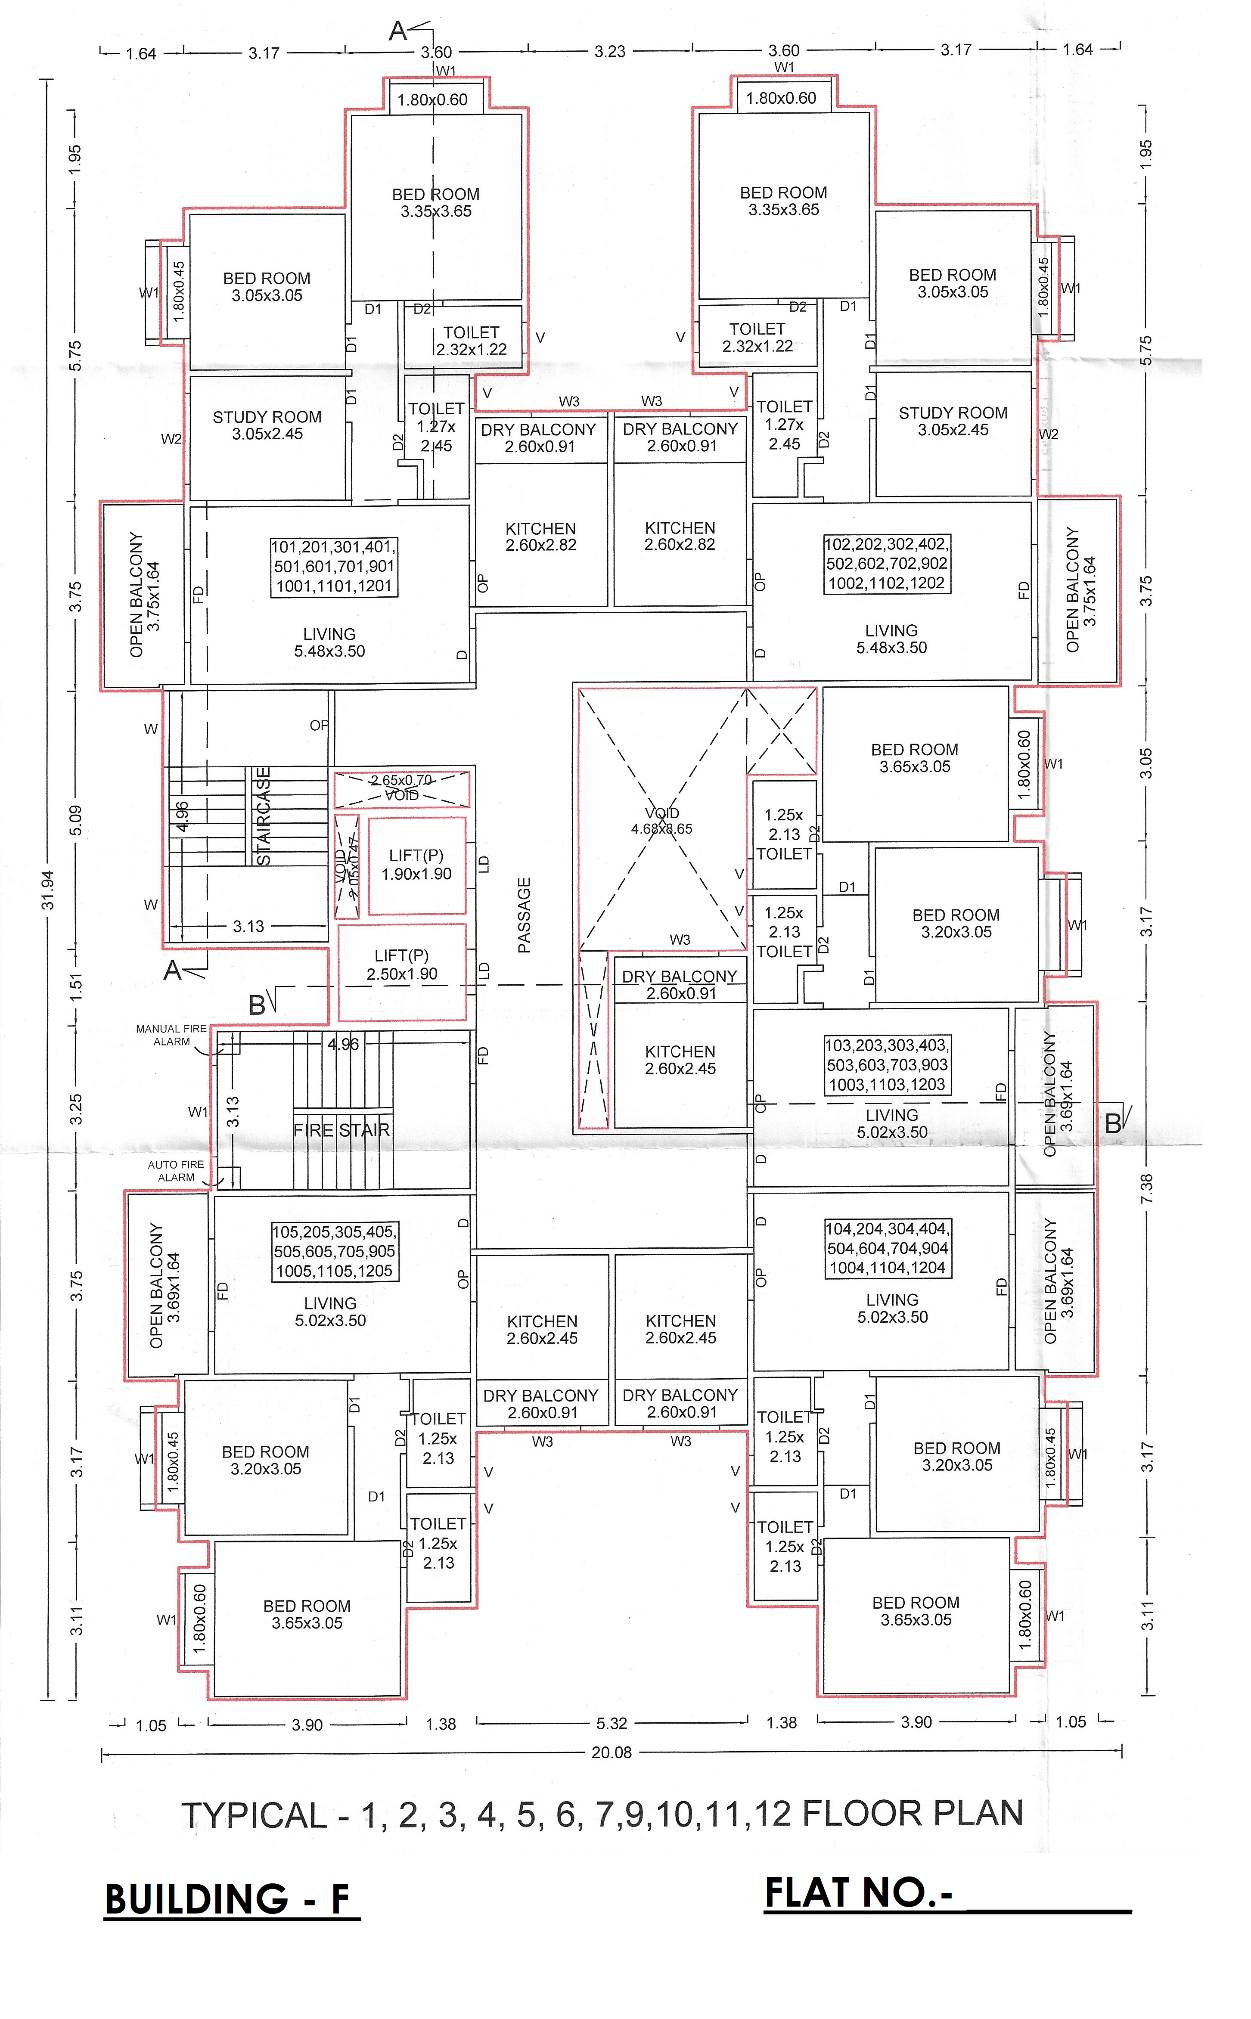 A
1.64
3.17
3.60
3.23
3.60
3.17
1.64
W1
W1
1.80x0.60
1.80x0.60
1.95
1.95
BED ROOM
3.35x3.65
BED ROOM
3.35x3.65
BED ROOM
3.05x3.05
BED ROOM
3.05x3.05
W1
1.80x0.45
1.80x0.45
W1
D1
D2
D2
D1
TOILET
2.32x1.22
TOILET
2.32x1.22
V
V
D1
D1
5.75
5.75
V
W3
W3
V
D1
D1
STUDY ROOM
3.05x2.45
STUDY ROOM
3.05x2.45
W2
W2
TOILET
1.27x
2.45
TOILET
1.27x
2.45
D2
D2
DRY BALCONY
2.60x0.91
DRY BALCONY
2.60x0.91
KITCHEN
2.60x2.82
KITCHEN
2.60x2.82
101,201,301,401,
501,601,701,901
1001,1101,1201
102,202,302,402,
502,602,702,902
1002,1102,1202
OPEN BALCONY
3.75x1.64
OPEN BALCONY
3.75x1.64
FD
OP
OP
FD
3.75
3.75
LIVING
5.48x3.50
LIVING
5.48x3.50
D
D
W
OP
BED ROOM
3.65x3.05
1.80x0.60
W1
3.05
2.65x0.70
VOID
4.96
STAIRCASE
5.09
VOID
4.68x8.65
1.25x
2.13
TOILET
D2
31.94
VOID
2.05x0.47
LIFT(P)
1.90x1.90
LD
V
D1
PASSAGE
W
3.13
V
1.25x
2.13
TOILET
D2
BED ROOM
3.20x3.05
W1
3.17
W3
LIFT(P)
2.50x1.90
LD
A
1.51
B
DRY BALCONY
2.60x0.91
D1
MANUAL FIRE
ALARM
4.96
FD
KITCHEN
2.60x2.45
103,203,303,403,
503,603,703,903
1003,1103,1203
FD
OPEN BALCONY
3.69x1.64
W1
3.13
3.25
FIRE STAIR
OP
LIVING
5.02x3.50
B
AUTO FIRE
ALARM
D
7.38
105,205,305,405,
505,605,705,905
1005,1105,1205
104,204,304,404,
504,604,704,904
1004,1104,1204
D
D
OPEN BALCONY
3.69x1.64
OPEN BALCONY
3.69x1.64
3.75
FD
OP
OP
FD
LIVING
5.02x3.50
LIVING
5.02x3.50
KITCHEN
2.60x2.45
KITCHEN
2.60x2.45
DRY BALCONY
2.60x0.91
DRY BALCONY
2.60x0.91
D1
D1
TOILET
1.25x
2.13
TOILET
1.25x
2.13
D2
D2
W3
W3
BED ROOM
3.20x3.05
BED ROOM
3.20x3.05
W1
1.80x0.45
1.80x0.45
W1
3.17
3.17
V
V
D1
D1
V
V
TOILET
1.25x
2.13
TOILET
1.25x
2.13
D2
D2
BED ROOM
3.65x3.05
BED ROOM
3.65x3.05
W1
1.80x0.60
1.80x0.60
W1
3.11
3.11
1.05
3.90
1.38
5.32
1.38
3.90
1.05
20.08
TYPICAL - 1, 2, 3, 4, 5, 6, 7,9,10,11,12 FLOOR PLAN
BUILDING - F
FLAT NO.-